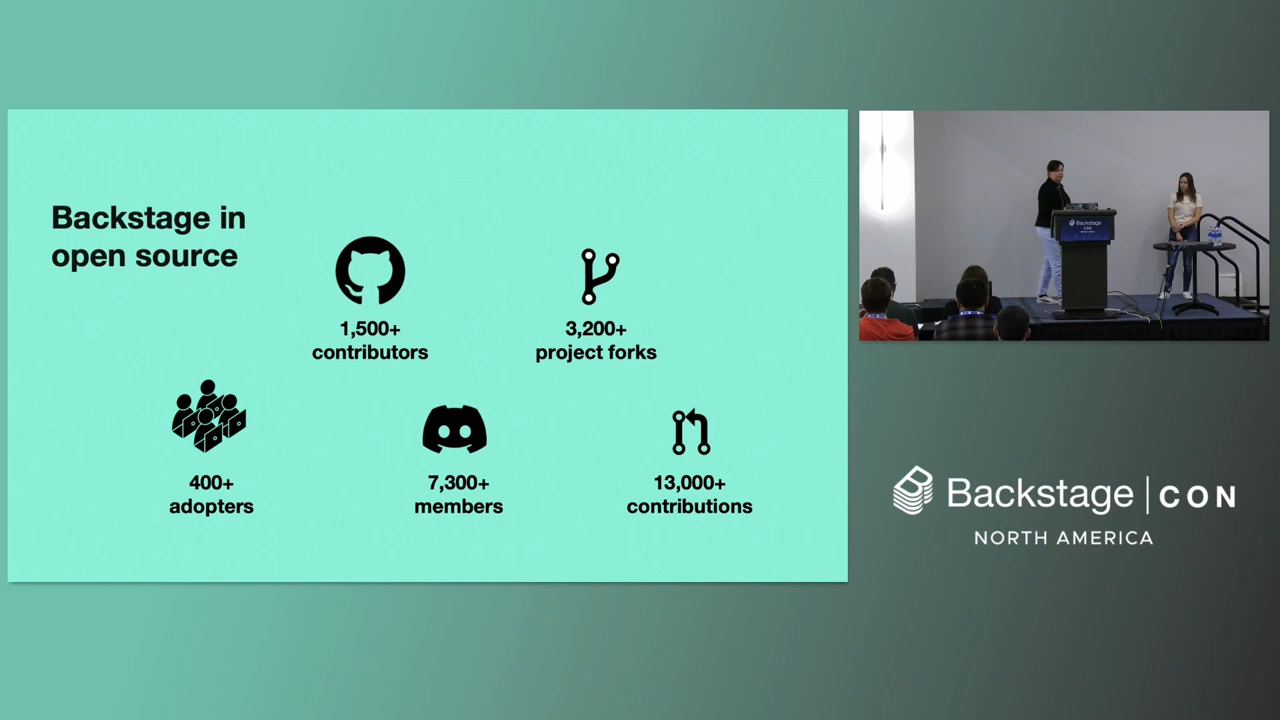 Backstage in
open source
1,500+
contributors
3,200+
project forks
400+
adopters
7,300+
members
13,000+
contributions
Backstage
Backstage | CON
NORTH AMERICA